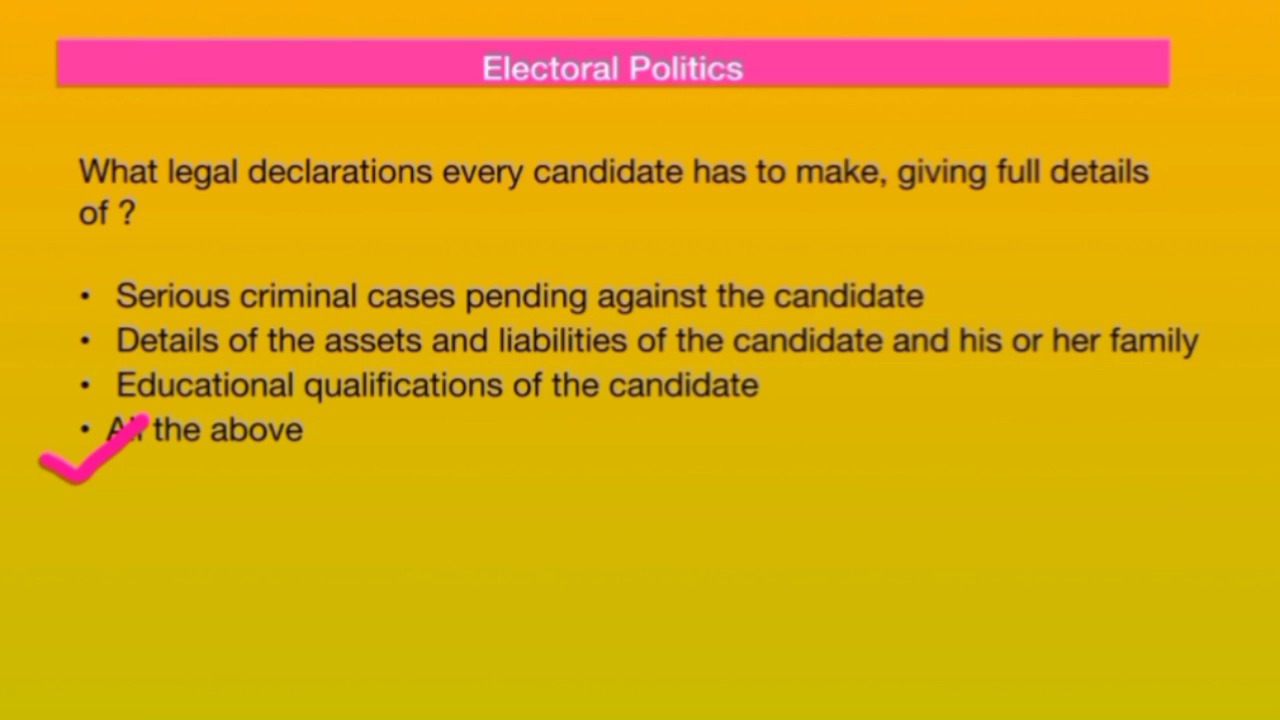 Electoral Politics
What legal declarations every candidate has to make, giving full details
of ?
• Serious criminal cases pending against the candidate
• Details of the assets and liabilities of the candidate and his or her family
• Educational qualifications of the candidate
• All the above